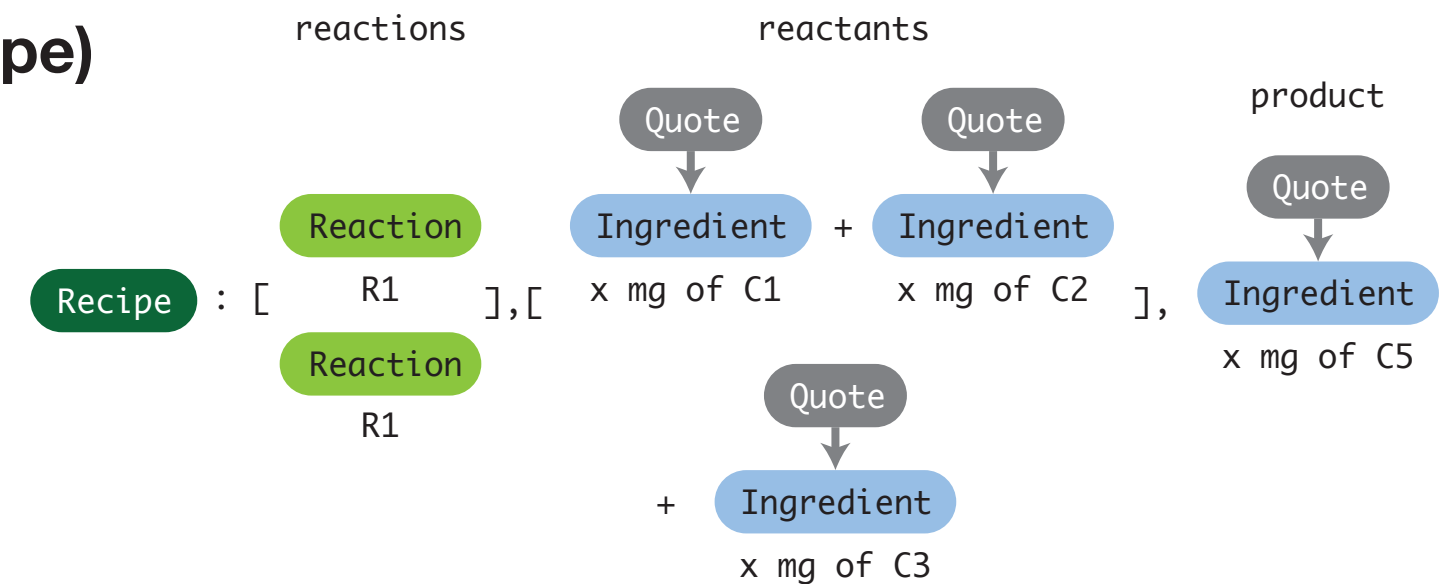 pe)
reactions
reactants
product
Quote
Quote
Quote
Reaction
Ingredient + Ingredient
Recipe : [ R1 ],[ x mg of C1 x mg of C2 ], Ingredient
Reaction
x mg of C5
R1
Quote
+ Ingredient
x mg of C3